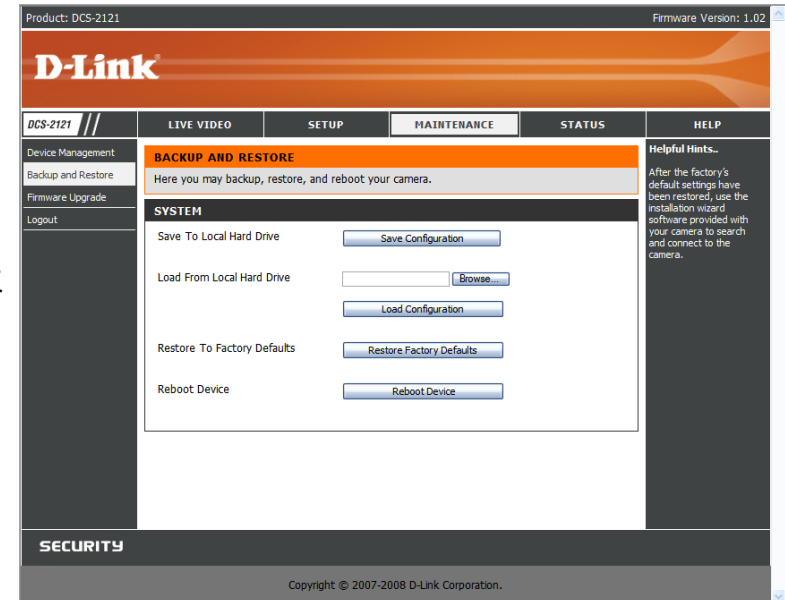 Product: DCS-2121
Firmware Version: 1.02
D-Link
DCS-2121
LIVE VIDEO
SETUP
MAINTENANCE
STATUS
HELP
Device Management
Backup and Restore
Firmware Upgrade
Logout
BACKUP AND RESTORE
Here you may backup, restore, and reboot your camera.
SYSTEM
Save To Local Hard Drive
Save Configuration
Load From Local Hard Drive
Browse...
Load Configuration
Restore To Factory Defaults
Restore Factory Defaults
Reboot Device
Reboot Device
Helpful Hints..
After the factory's
default settings have
been restored, use the
installation wizard
software provided with
your camera to search
and connect to the
camera.
SECURITY
Copyright © 2007-2008 D-Link Corporation.